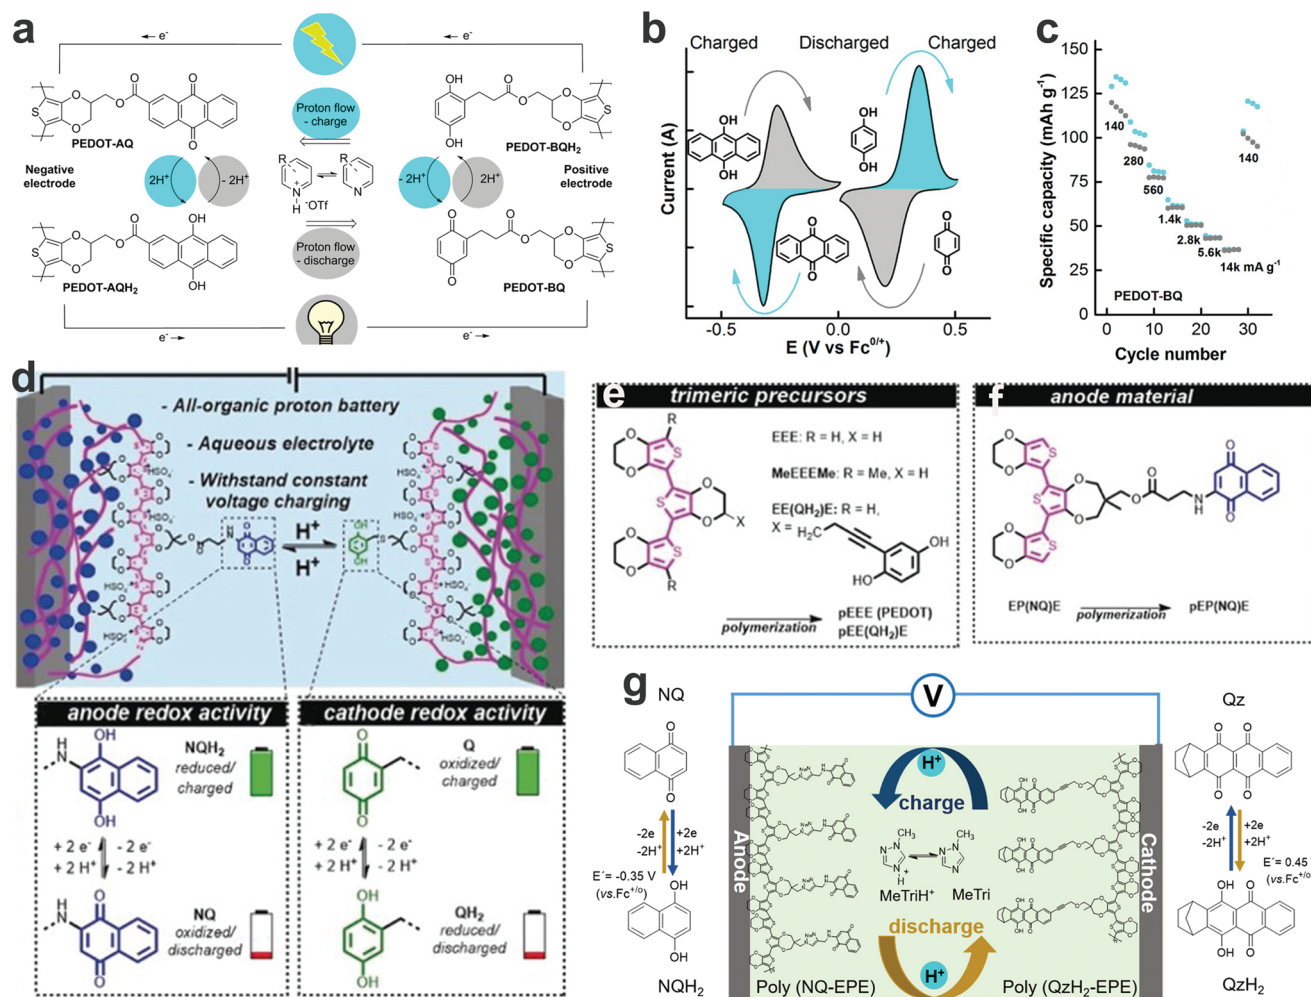 a
← e⁻
← e⁻
PEDOT-AQ
Proton flow
- charge
PEDOT-BQH₂
Negative
electrode
2H⁺
- 2H⁺
⁻OTf
- 2H⁺
2H⁺
Positive
electrode
PEDOT-AQH₂
Proton flow
- discharge
PEDOT-BQ
e⁻ →
e⁻ →
b
Charged
Discharged
Charged
Current (A)
-0.5
0.0
0.5
E (V vs Fc⁰/⁺)
c
Specific capacity (mAh g⁻¹)
150
125
100
75
50
25
0
140
280
560
1.4k
2.8k
5.6k
14k mA g⁻¹
140
PEDOT-BQ
0
10
20
30
Cycle number
d
- All-organic proton battery
- Aqueous electrolyte
- Withstand constant
voltage charging
H⁺
H⁺
anode redox activity
NQH₂
reduced/
charged
+ 2 e⁻
+ 2 H⁺
- 2 e⁻
- 2 H⁺
NQ
oxidized/
discharged
cathode redox activity
Q
oxidized/
charged
+ 2 e⁻
+ 2 H⁺
- 2 e⁻
- 2 H⁺
QH₂
reduced/
discharged
e
trimeric precursors
EEE: R = H, X = H
MeEEEMe: R = Me, X = H
EE(QH₂)E: R = H,
X =
polymerization
pEEE (PEDOT)
pEE(QH₂)E
f
anode material
EP(NQ)E
polymerization
pEP(NQ)E
g
V
NQ
-2e
-2H⁺
+2e
+2H⁺
E´= -0.35 V
(vs.Fc⁺/⁰)
NQH₂
Anode
H⁺
charge
CH₃
CH₃
MeTriH⁺
MeTri
discharge
H⁺
Poly (NQ-EPE)
Poly (QzH₂-EPE)
Cathode
Qz
-2e
-2H⁺
+2e
+2H⁺
E´= 0.45
(vs.Fc⁺/⁰)
QzH₂